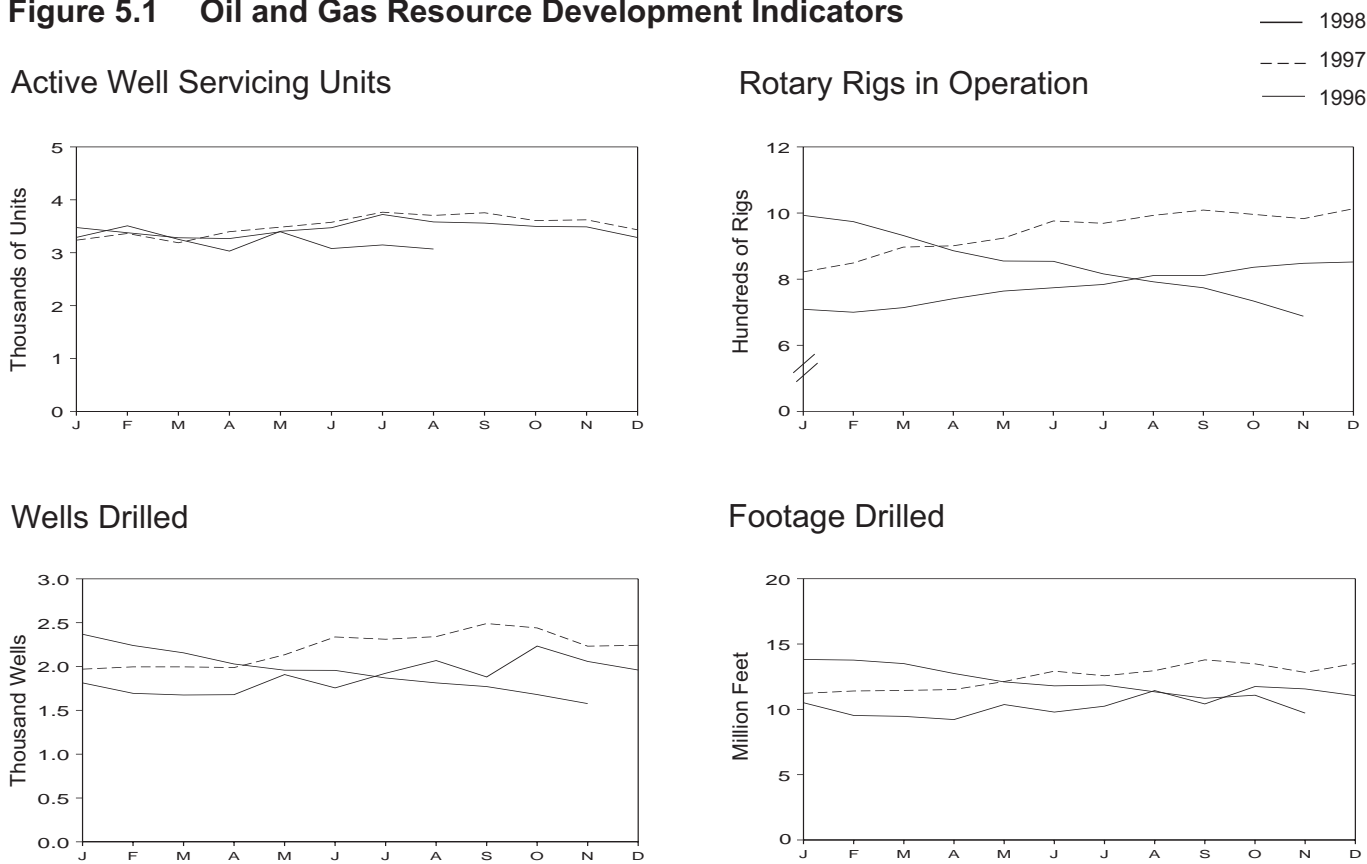 Figure 5.1 Oil and Gas Resource Development Indicators
1998
1997
1996
Active Well Servicing Units
Thousands of Units
5
4
3
2
1
0
J F M A M J J A S O N D
Rotary Rigs in Operation
Hundreds of Rigs
12
10
8
6
0
J F M A M J J A S O N D
Wells Drilled
Thousand Wells
3.0
2.5
2.0
1.5
1.0
0.5
0.0
J F M A M J J A S O N D
Footage Drilled
Million Feet
20
15
10
5
0
J F M A M J J A S O N D